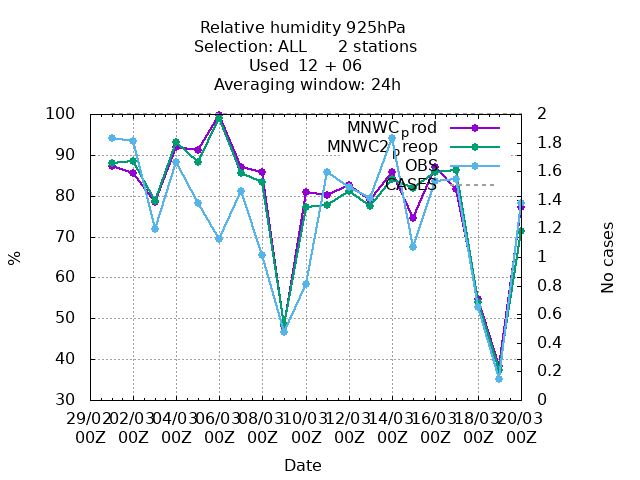 Relative humidity 925hPa
Selection: ALL 2 stations
Used 12 + 06
Averaging window: 24h
MNWC_prod
MNWC2_preop
OBS
CASES
100
90
80
70
60
50
40
30
%
2
1.8
1.6
1.4
1.2
1
0.8
0.6
0.4
0.2
0
No cases
29/02 02/03 04/03 06/03 08/03 10/03 12/03 14/03 16/03 18/03 20/03
00Z 00Z 00Z 00Z 00Z 00Z 00Z 00Z 00Z 00Z 00Z
Date